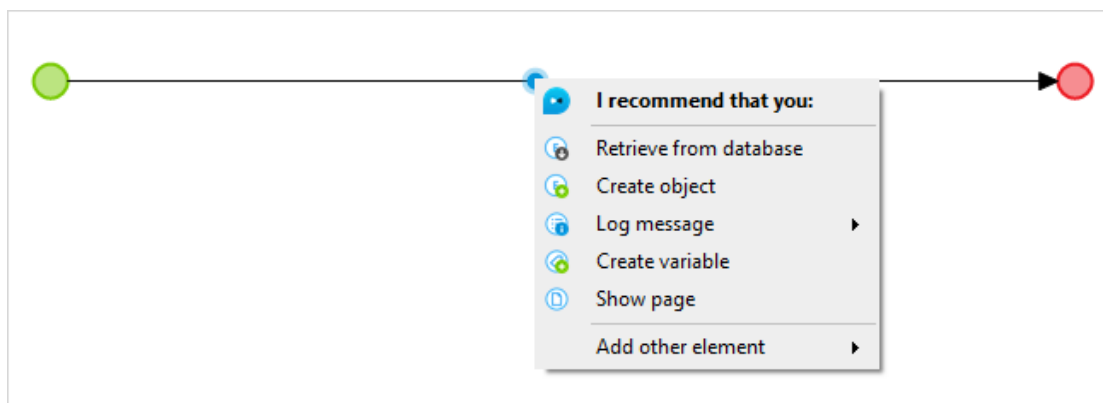 I recommend that you:
Retrieve from database
Create object
Log message
Create variable
Show page
Add other element